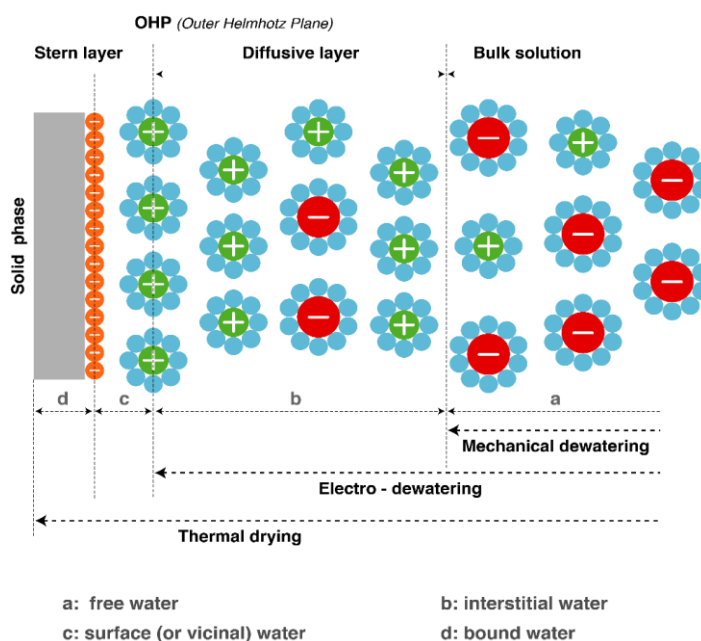 OHP (Outer Helmhotz Plane)
Stern layer
Diffusive layer
Bulk solution
Solid phase
d
c
b
a
Mechanical dewatering
Electro - dewatering
Thermal drying
a: free water
b: interstitial water
c: surface (or vicinal) water
d: bound water